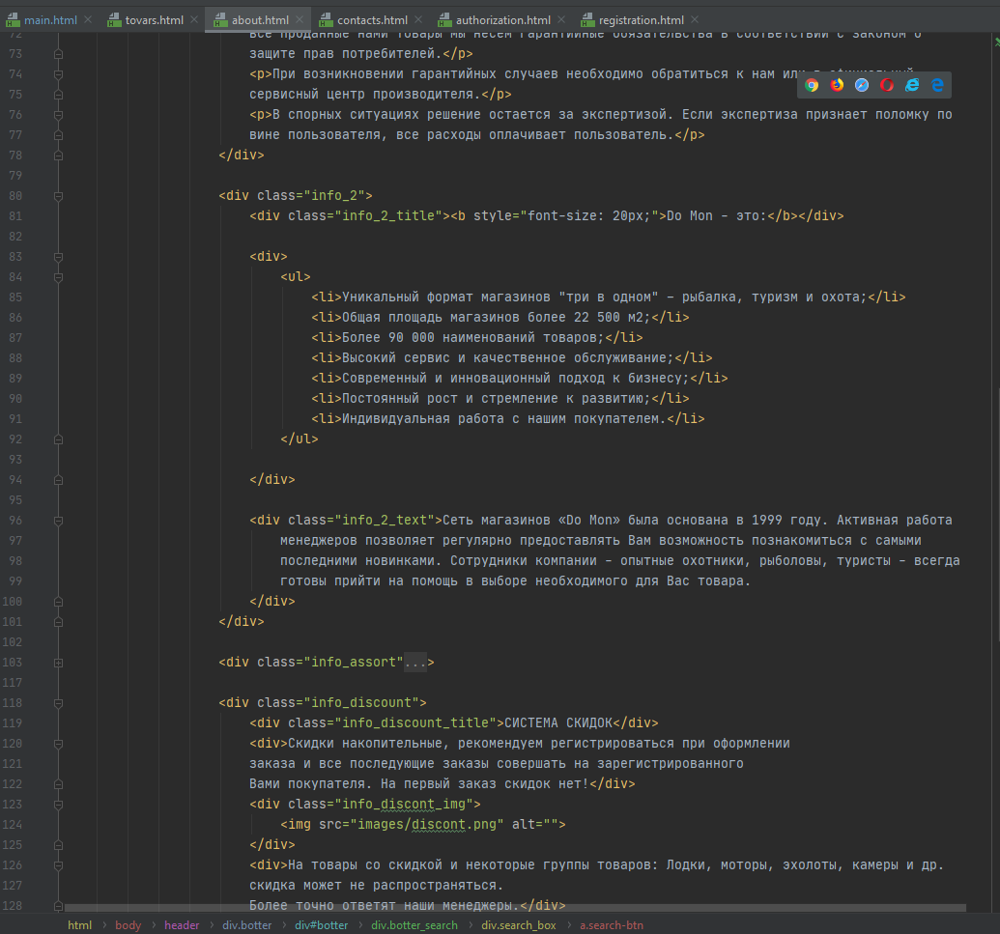 main.html tovars.html about.html contacts.html authorization.html registration.html
72 все проданные нами товары мы несем гарантийные обязательства в соответствии с законом о
73 защите прав потребителей.</p>
74 <p>При возникновении гарантийных случаев необходимо обратиться к нам или в официальный
75 сервисный центр производителя.</p>
76 <p>В спорных ситуациях решение остается за экспертизой. Если экспертиза признает поломку по
77 вине пользователя, все расходы оплачивает пользователь.</p>
78 </div>
79
80 <div class="info_2">
81 <div class="info_2_title"><b style="font-size: 20px;">Do Mon - это:</b></div>
82
83 <div>
84 <ul>
85 <li>Уникальный формат магазинов "три в одном" – рыбалка, туризм и охота;</li>
86 <li>Общая площадь магазинов более 22 500 м2;</li>
87 <li>Более 90 000 наименований товаров;</li>
88 <li>Высокий сервис и качественное обслуживание;</li>
89 <li>Современный и инновационный подход к бизнесу;</li>
90 <li>Постоянный рост и стремление к развитию;</li>
91 <li>Индивидуальная работа с нашим покупателем.</li>
92 </ul>
93
94 </div>
95
96 <div class="info_2_text">Сеть магазинов «Do Mon» была основана в 1999 году. Активная работа
97 менеджеров позволяет регулярно предоставлять Вам возможность познакомиться с самыми
98 последними новинками. Сотрудники компании – опытные охотники, рыболовы, туристы – всегда
99 готовы прийти на помощь в выборе необходимого для Вас товара.
100 </div>
101 </div>
102
103 <div class="info_assort"...>
117
118 <div class="info_discount">
119 <div class="info_discount_title">СИСТЕМА СКИДОК</div>
120 <div>Скидки накопительные, рекомендуем регистрироваться при оформлении
121 заказа и все последующие заказы совершать на зарегистрированного
122 Вами покупателя. На первый заказ скидок нет!</div>
123 <div class="info_discont_img">
124 <img src="images/discont.png" alt="">
125 </div>
126 <div>На товары со скидкой и некоторые группы товаров: Лодки, моторы, эхолоты, камеры и др.
127 скидка может не распространяться.
128 Более точно ответят наши менеджеры.</div>
html body header div.botter div#botter div.botter_search div.search_box a.search-btn